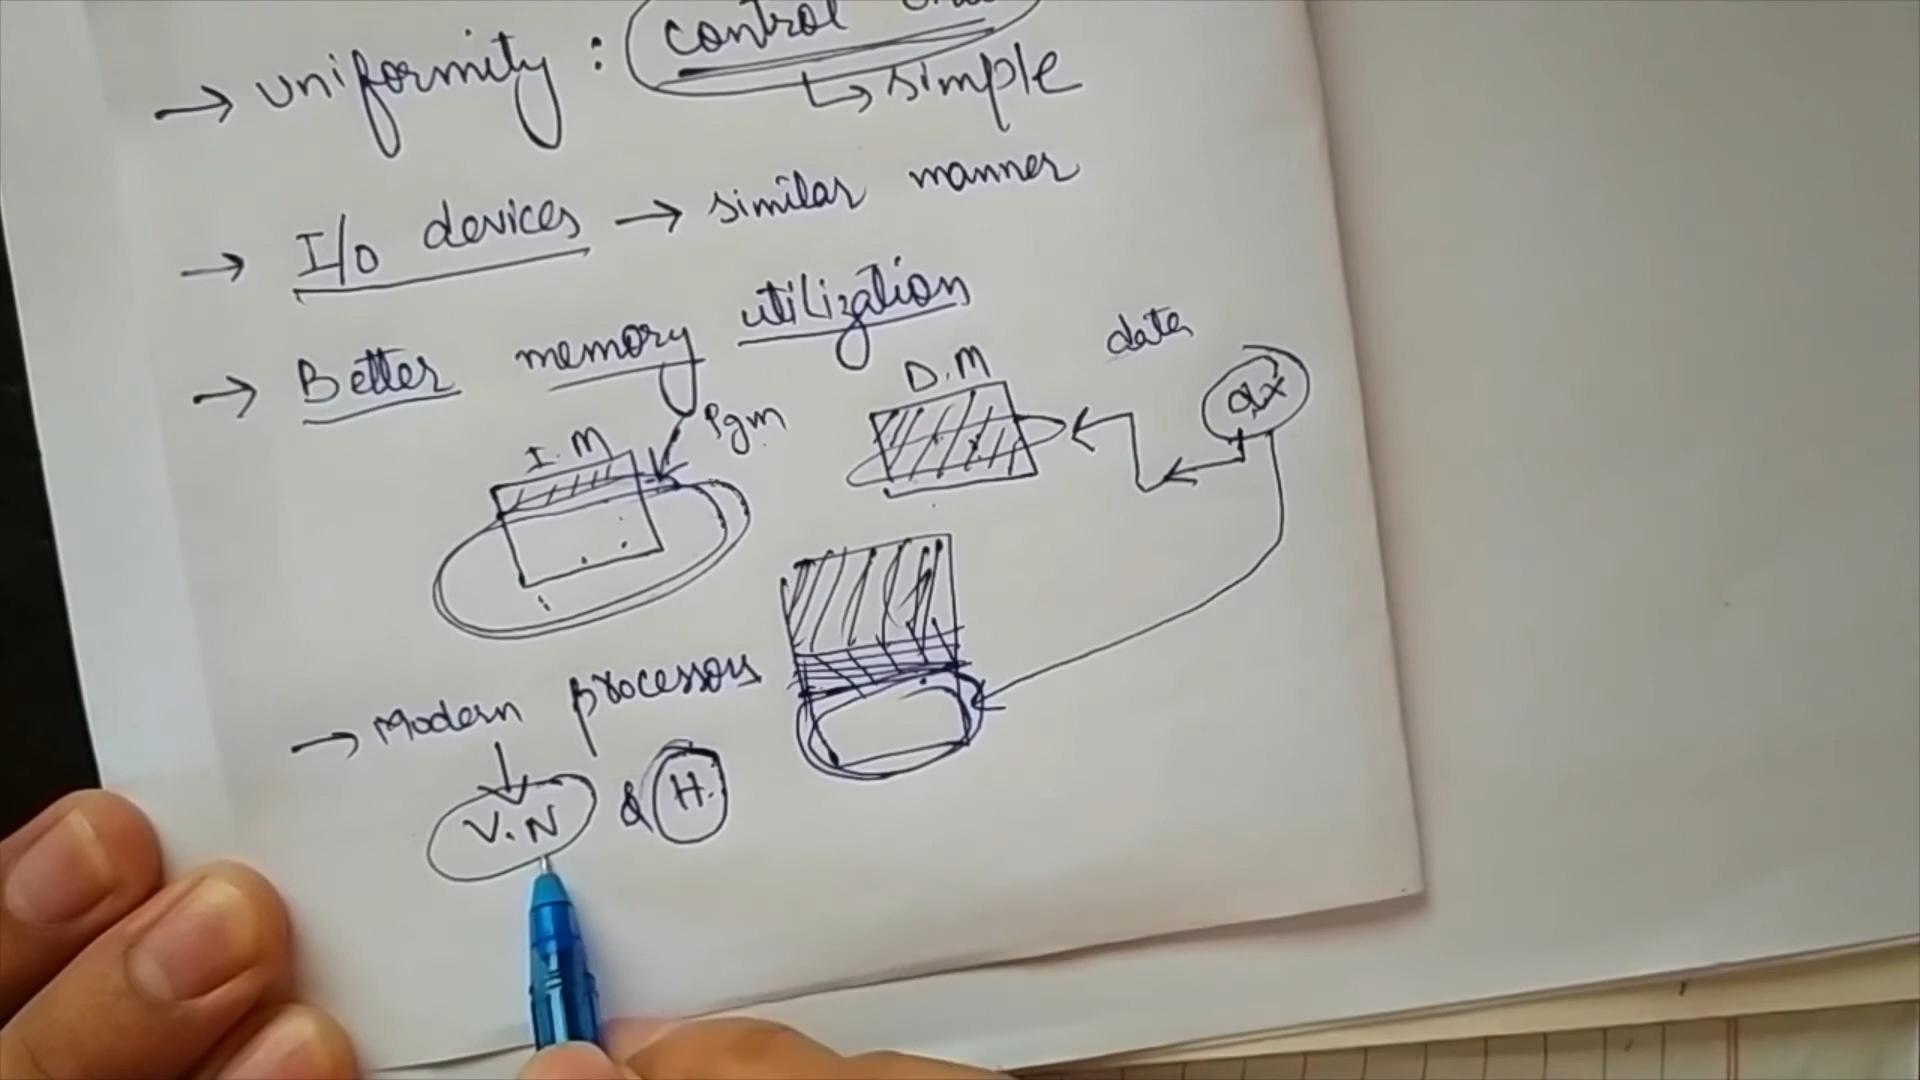 → uniformity : control
↳ simple
→ I/o devices → similar manner
→ Better memory utilization
data
D.M
I.M
Pgm
→ Modern processors
V.N & H.